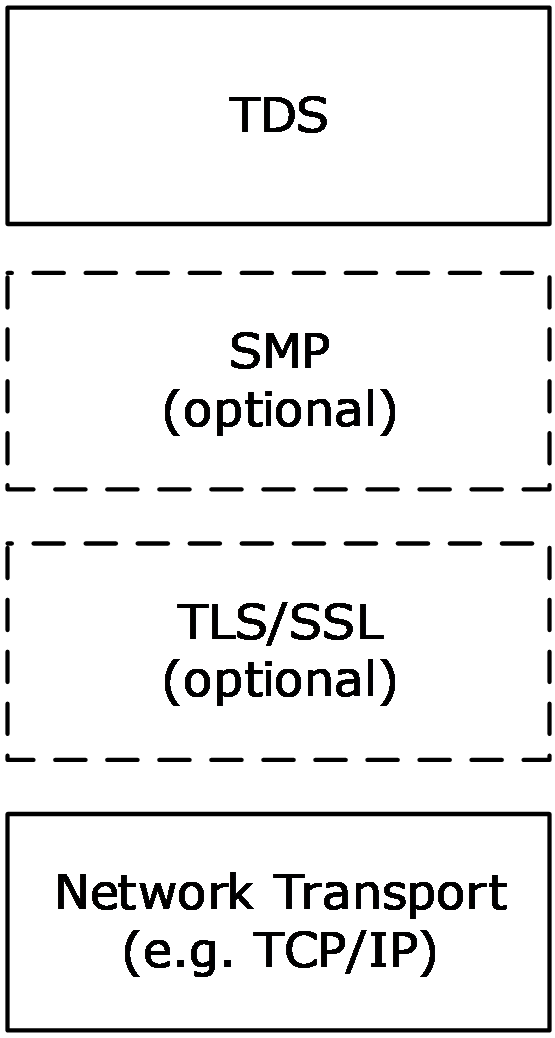 TDS
SMP
(optional)
TLS/SSL
(optional)
Network Transport
(e.g. TCP/IP)